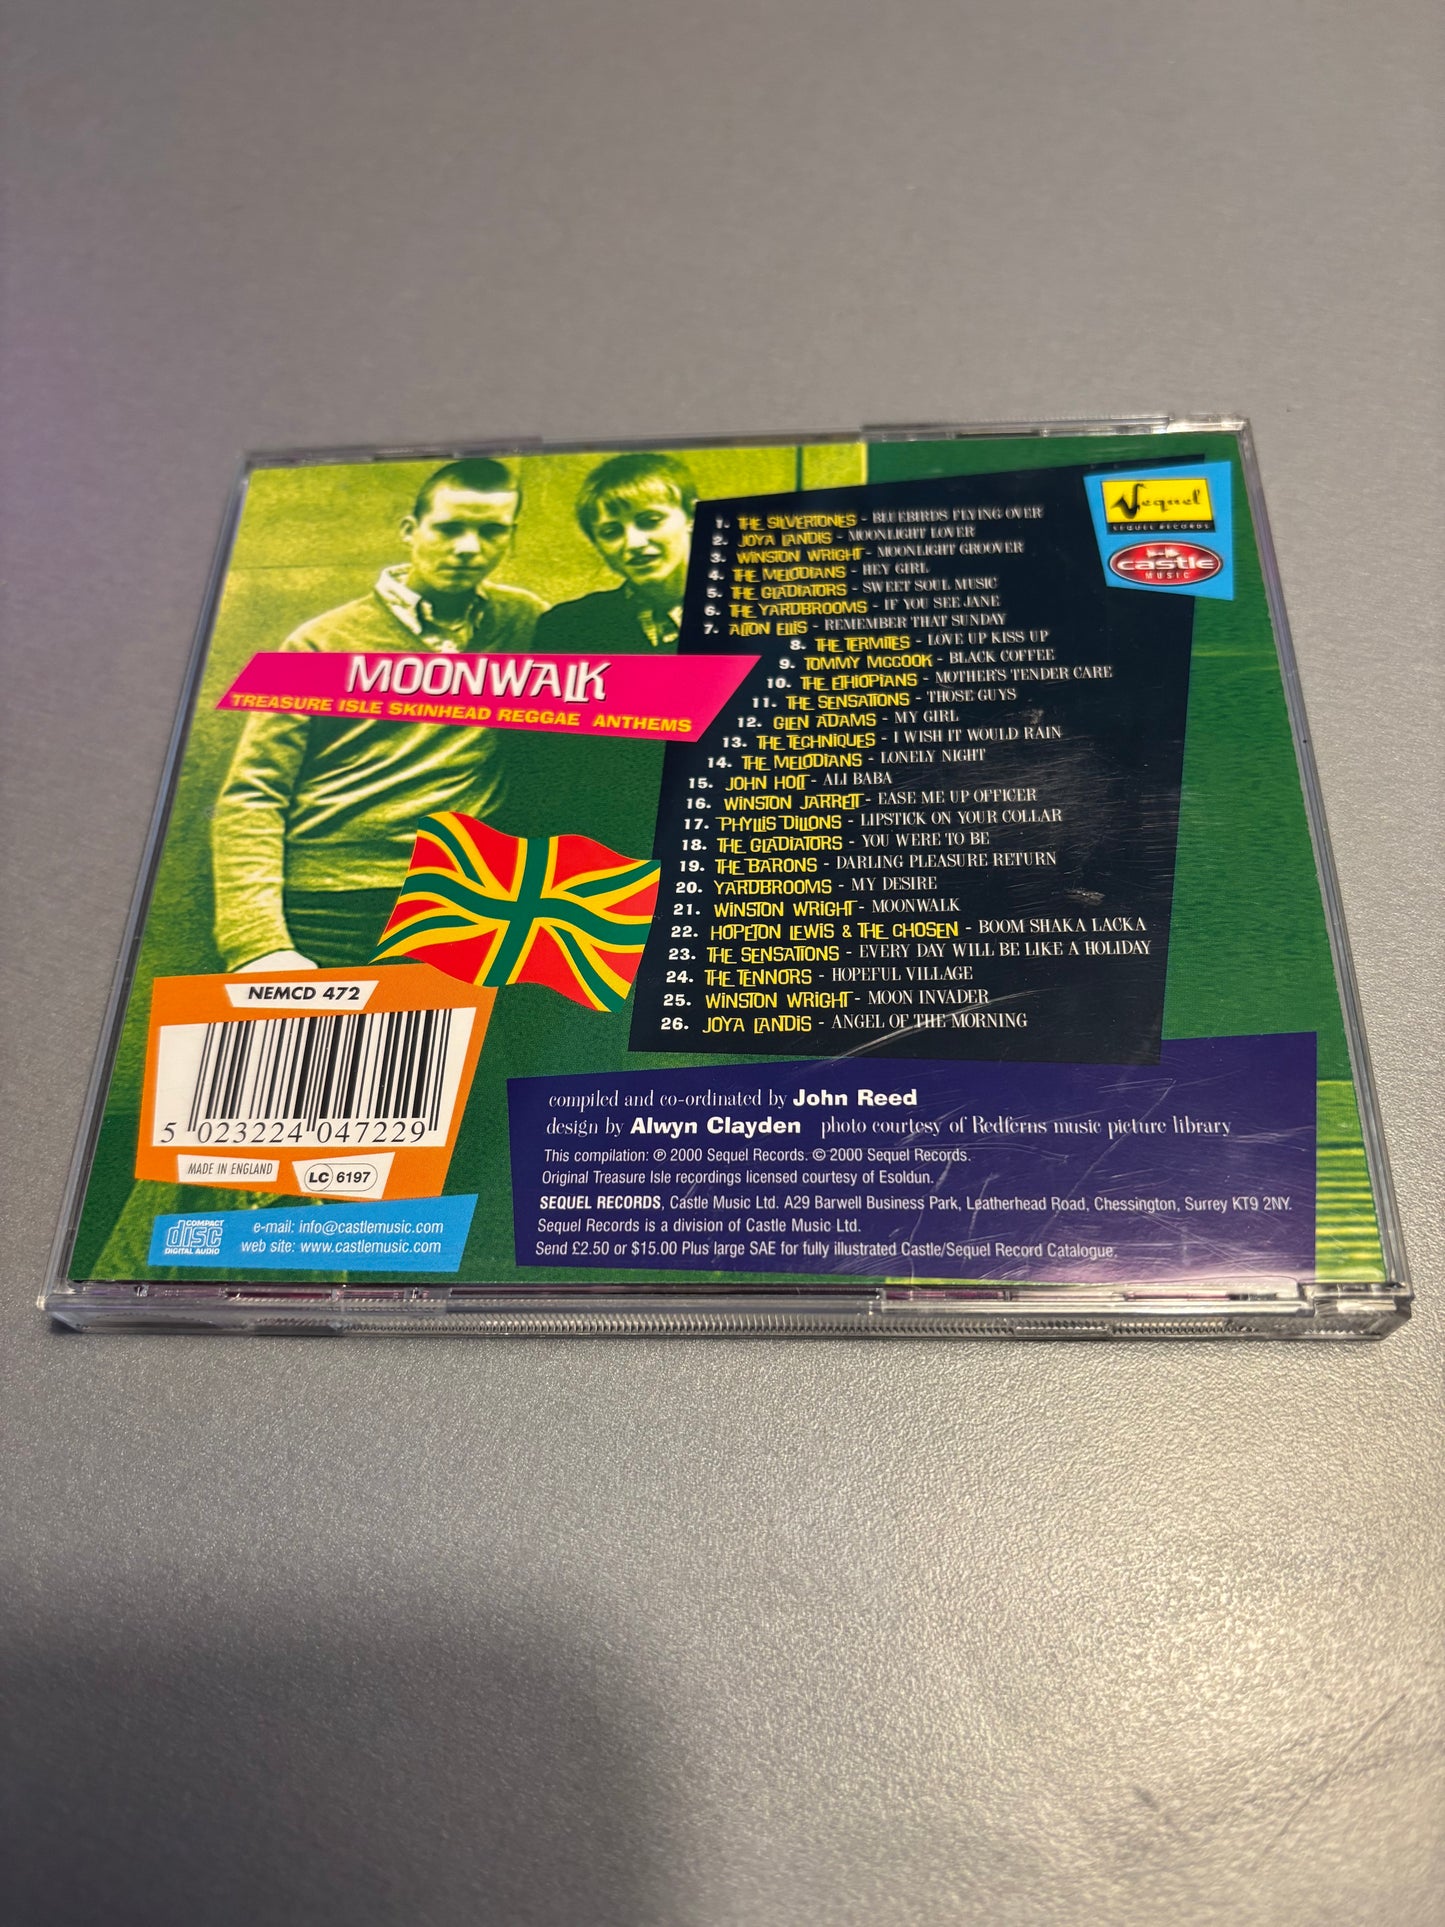 Sequel
SEQUEL RECORDS
castle
MUSIC
MOONWALK
TREASURE ISLE SKINHEAD REGGAE ANTHEMS
1. THE SILVERTONES - BLUEBIRDS FLYING OVER
2. JOYA LANDIS - MOONLIGHT LOVER
3. WINSTON WRIGHT - MOONLIGHT GROOVER
4. THE MELODIANS - HEY GIRL
5. THE GLADIATORS - SWEET SOUL MUSIC
6. THE YARDBROOMS - IF YOU SEE JANE
7. ALTON ELLIS - REMEMBER THAT SUNDAY
8. THE TERMITES - LOVE UP KISS UP
9. TOMMY MCCOOK - BLACK COFFEE
10. THE ETHIOPIANS - MOTHER'S TENDER CARE
11. THE SENSATIONS - THOSE GUYS
12. GLEN ADAMS - MY GIRL
13. THE TECHNIQUES - I WISH IT WOULD RAIN
14. THE MELODIANS - LONELY NIGHT
15. JOHN HOLT - ALI BABA
16. WINSTON JARRETT - EASE ME UP OFFICER
17. PHYLLIS DILLONS - LIPSTICK ON YOUR COLLAR
18. THE GLADIATORS - YOU WERE TO BE
19. THE BARONS - DARLING PLEASURE RETURN
20. YARDBROOMS - MY DESIRE
21. WINSTON WRIGHT - MOONWALK
22. HOPETON LEWIS & THE CHOSEN - BOOM SHAKA LACKA
23. THE SENSATIONS - EVERY DAY WILL BE LIKE A HOLIDAY
24. THE TENNORS - HOPEFUL VILLAGE
25. WINSTON WRIGHT - MOON INVADER
26. JOYA LANDIS - ANGEL OF THE MORNING
NEMCD 472
5 023224 047229
MADE IN ENGLAND
LC 6197
COMPACT
disc
DIGITAL AUDIO
e-mail: info@castlemusic.com
web site: www.castlemusic.com
compiled and co-ordinated by John Reed
design by Alwyn Clayden photo courtesy of Redferns music picture library
This compilation: ℗ 2000 Sequel Records. © 2000 Sequel Records.
Original Treasure Isle recordings licensed courtesy of Esoldun.
SEQUEL RECORDS, Castle Music Ltd. A29 Barwell Business Park, Leatherhead Road, Chessington, Surrey KT9 2NY.
Sequel Records is a division of Castle Music Ltd.
Send £2.50 or $15.00 Plus large SAE for fully illustrated Castle/Sequel Record Catalogue.